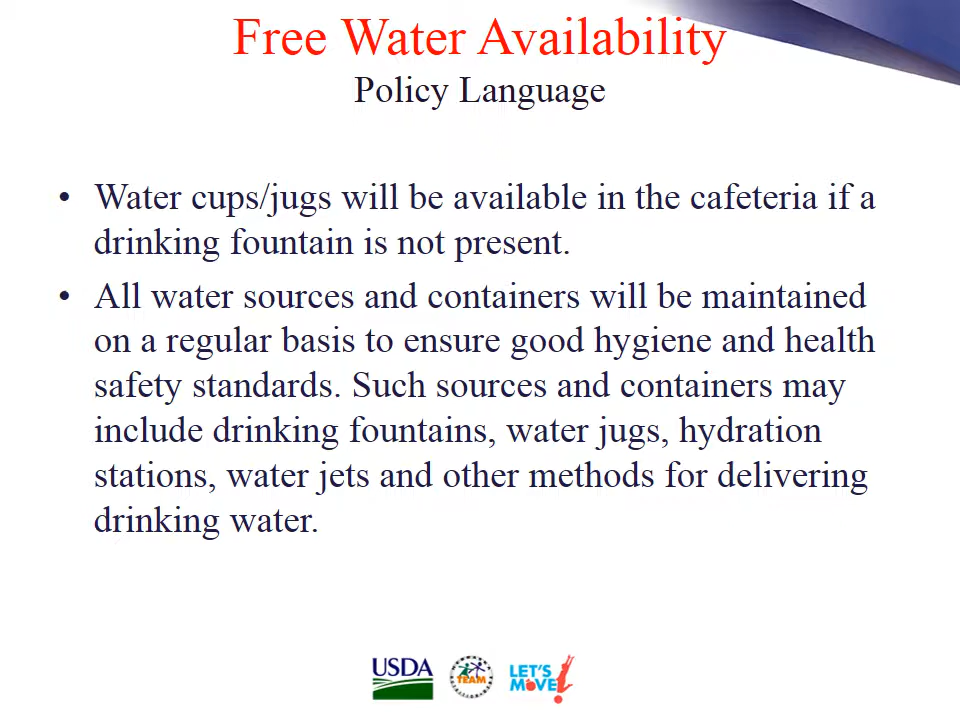 Free Water Availability
Policy Language
• Water cups/jugs will be available in the cafeteria if a
drinking fountain is not present.
• All water sources and containers will be maintained
on a regular basis to ensure good hygiene and health
safety standards. Such sources and containers may
include drinking fountains, water jugs, hydration
stations, water jets and other methods for delivering
drinking water.
USDA
TEAM
LET'S
MOVE!